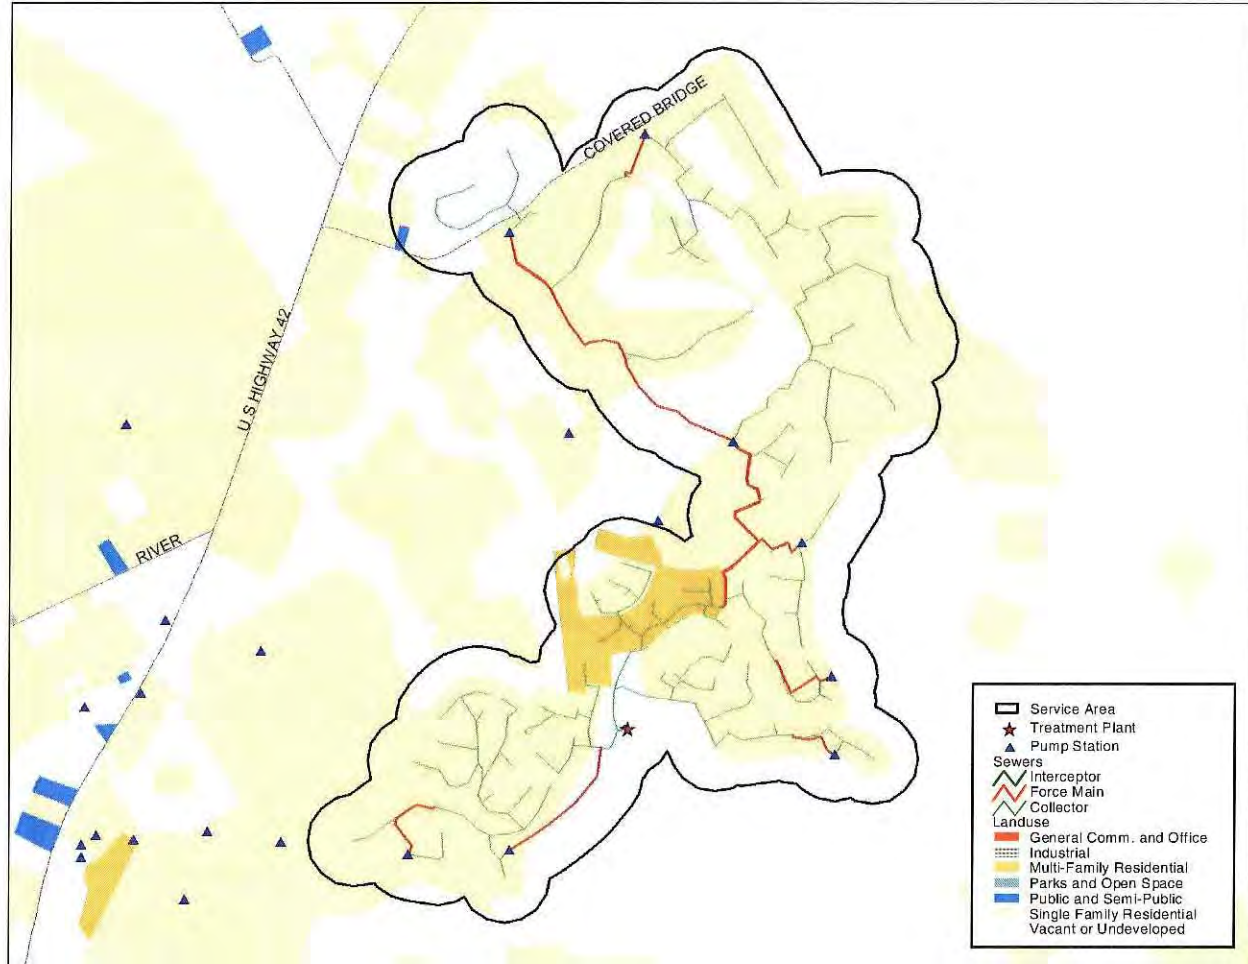 COVERED BRIDGE
U.S HIGHWAY 42
RIVER
Service Area
Treatment Plant
Pump Station
Sewers
Interceptor
Force Main
Collector
Landuse
General Comm. and Office
Industrial
Multi-Family Residential
Parks and Open Space
Public and Semi-Public
Single Family Residential
Vacant or Undeveloped